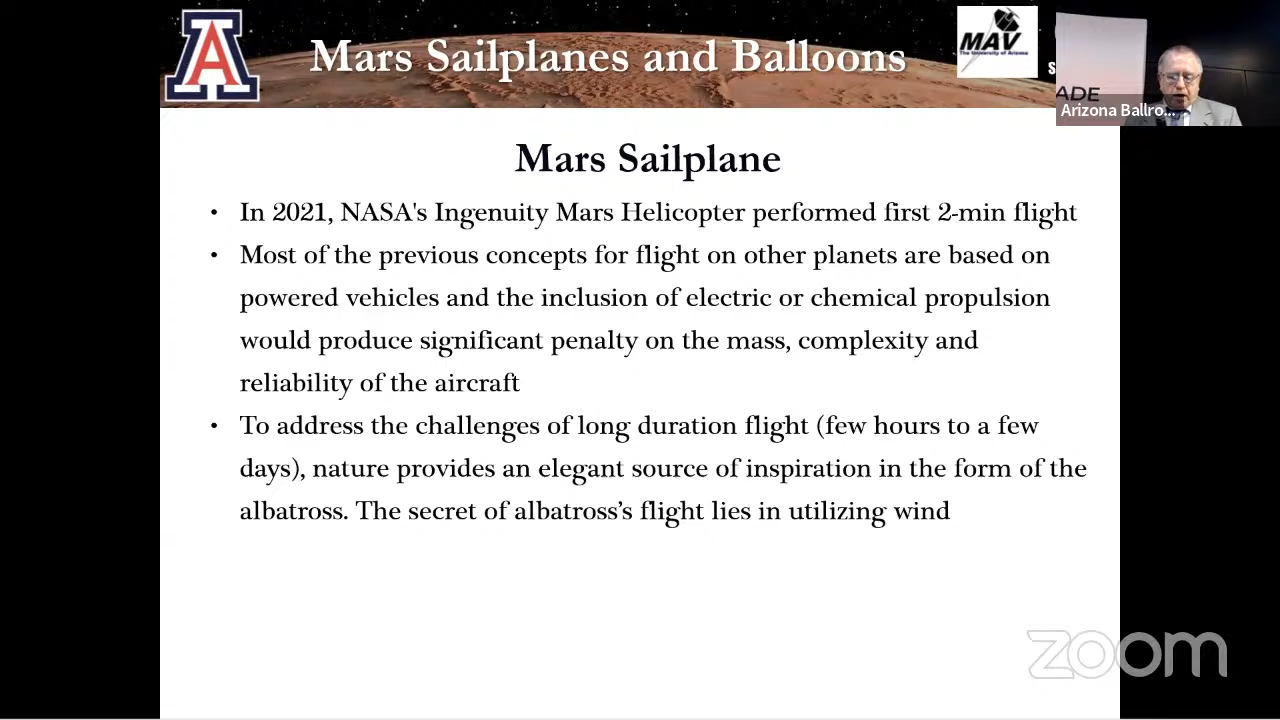 A
Mars Sailplanes and Balloons
MAV
The University of Arizona
S
ADE
Arizona Ballro...
Mars Sailplane
• In 2021, NASA's Ingenuity Mars Helicopter performed first 2-min flight
• Most of the previous concepts for flight on other planets are based on
powered vehicles and the inclusion of electric or chemical propulsion
would produce significant penalty on the mass, complexity and
reliability of the aircraft
• To address the challenges of long duration flight (few hours to a few
days), nature provides an elegant source of inspiration in the form of the
albatross. The secret of albatross’s flight lies in utilizing wind
zoom